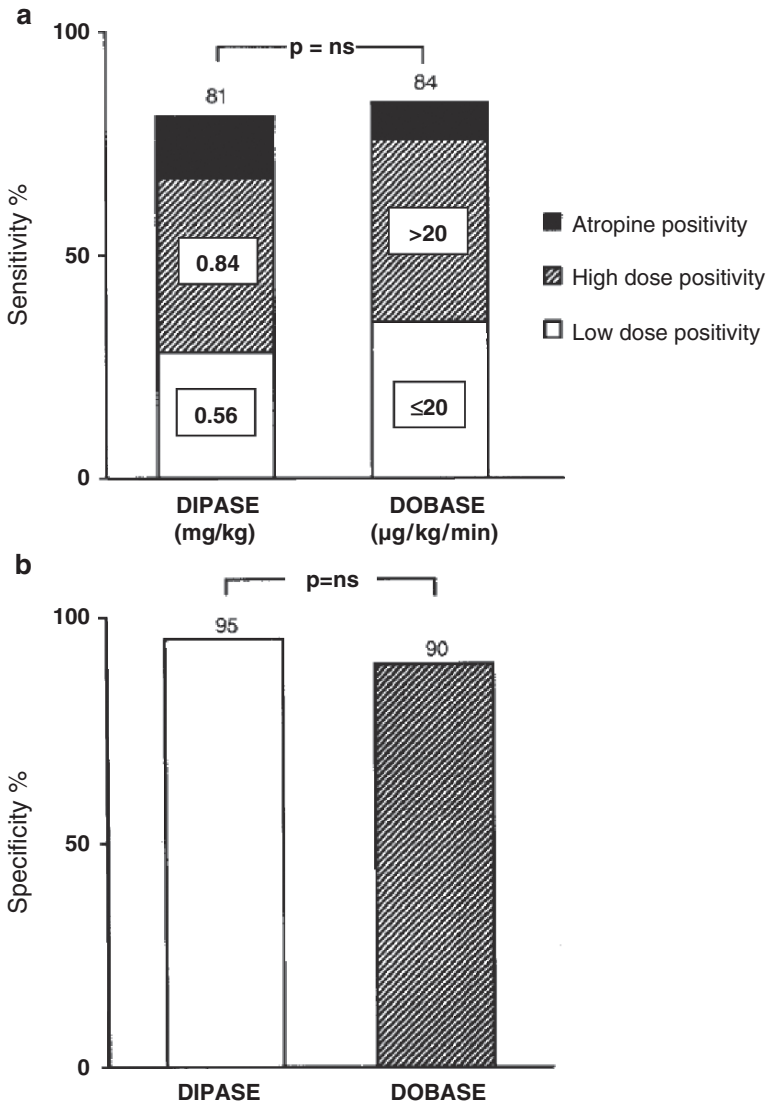 a
100
p = ns
81
84
Sensitivity %
50
0
0.84
>20
0.56
≤20
Atropine positivity
High dose positivity
Low dose positivity
DIPASE
(mg/kg)
DOBASE
(µg/kg/min)
b
p=ns
100
95
90
Specificity %
50
0
DIPASE
DOBASE